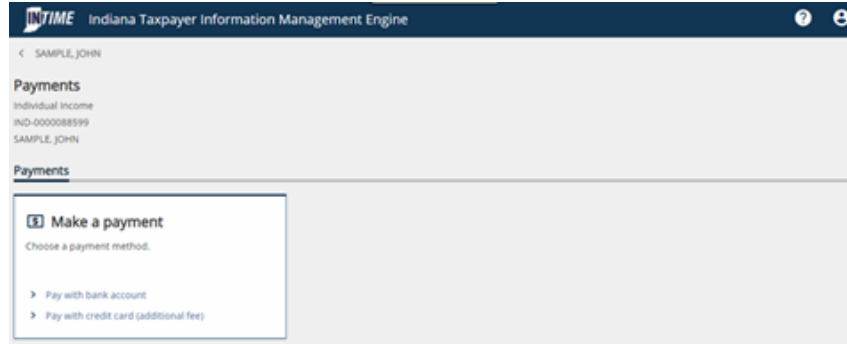 INTIME Indiana Taxpayer Information Management Engine
< SAMPLE, JOHN
Payments
Individual Income
IND-0000088599
SAMPLE, JOHN
Payments
Make a payment
Choose a payment method.
> Pay with bank account
> Pay with credit card (additional fee)